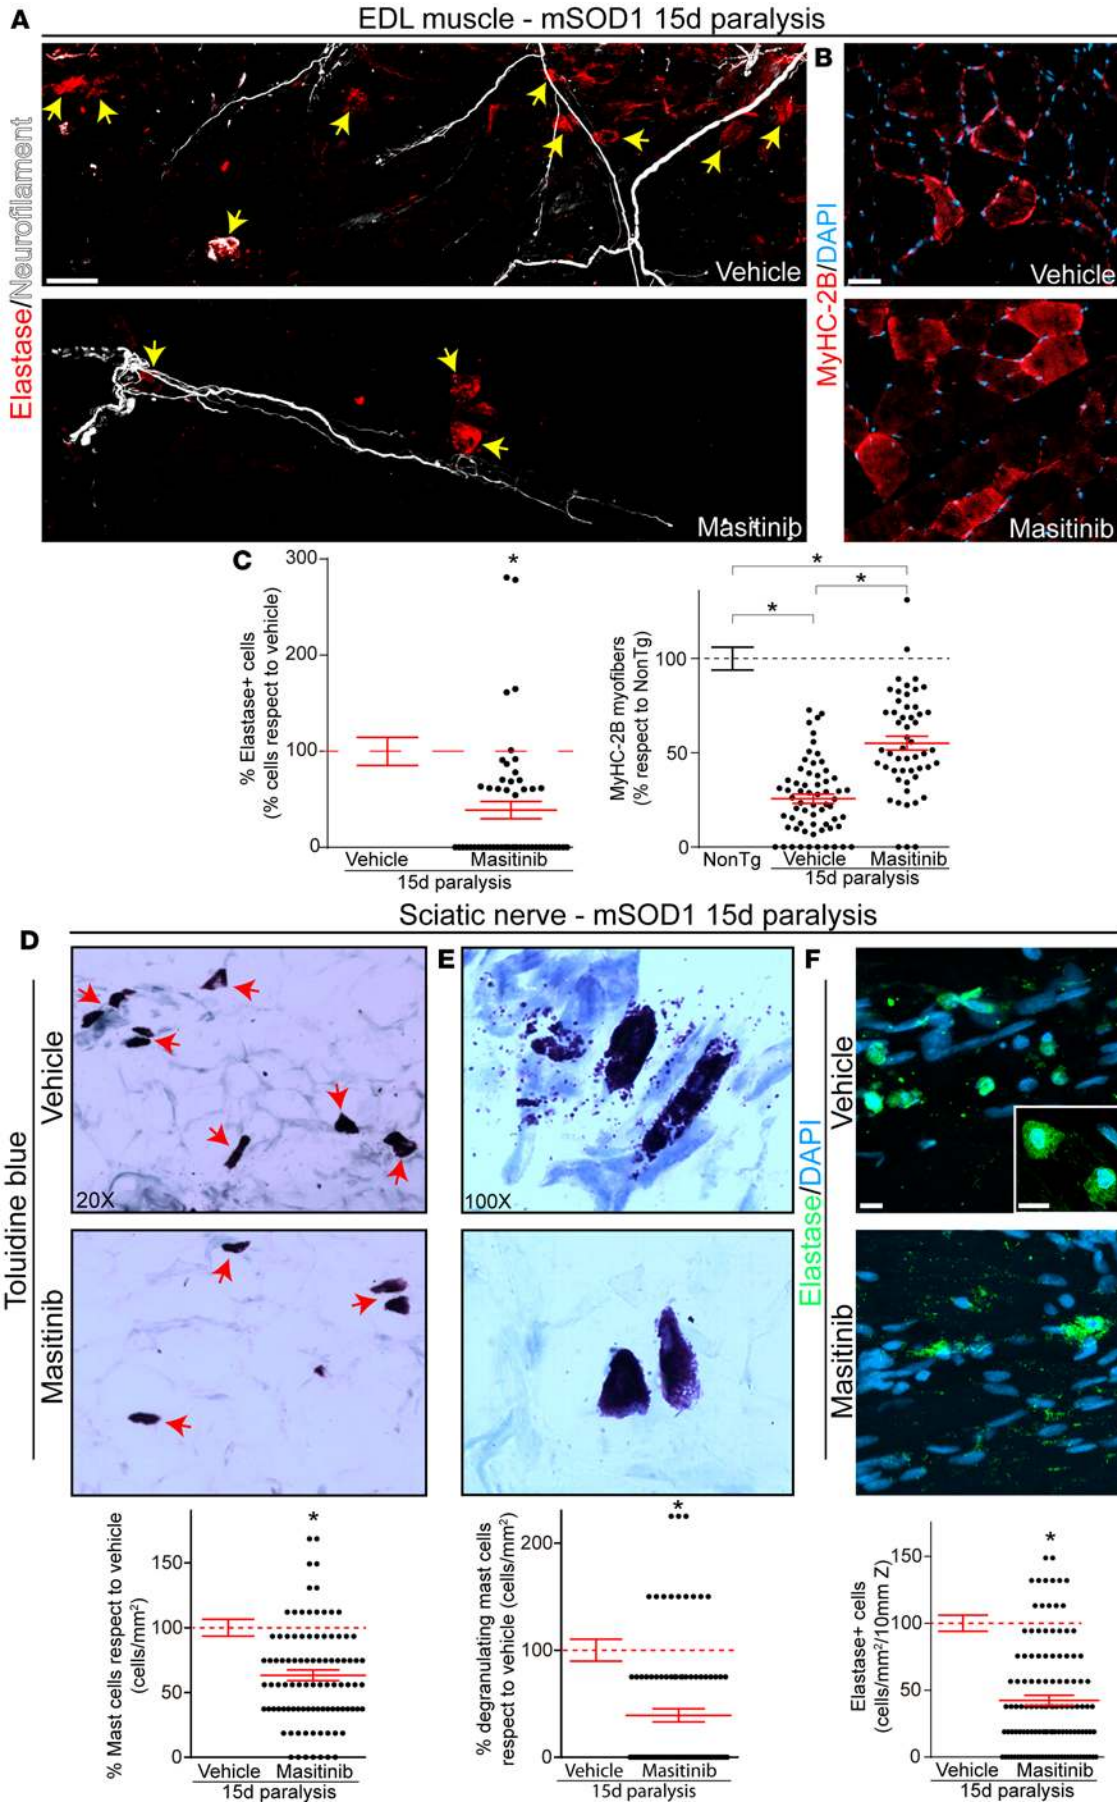 A
EDL muscle - mSOD1 15d paralysis
B
Elastase/Neurofilament
Vehicle
Masitinib
MyHC-2B/DAPI
Vehicle
Masitinib
C
% Elastase+ cells
(% cells respect to vehicle)
300
200
100
0
*
Vehicle
Masitinib
15d paralysis
MyHC-2B myofibers
(% respect to NonTg)
100
50
0
*
*
*
NonTg
Vehicle
Masitinib
15d paralysis
Sciatic nerve - mSOD1 15d paralysis
D
E
F
Toluidine blue
Vehicle
Masitinib
20X
100X
Elastase/DAPI
Vehicle
Masitinib
% Mast cells respect to vehicle
(cells/mm²)
150
100
50
0
*
Vehicle
Masitinib
15d paralysis
% degranulating mast cells
respect to vehicle (cells/mm²)
200
100
0
*
Vehicle
Masitinib
15d paralysis
Elastase+ cells
(cells/mm²/10mm Z)
150
100
50
0
*
Vehicle
Masitinib
15d paralysis